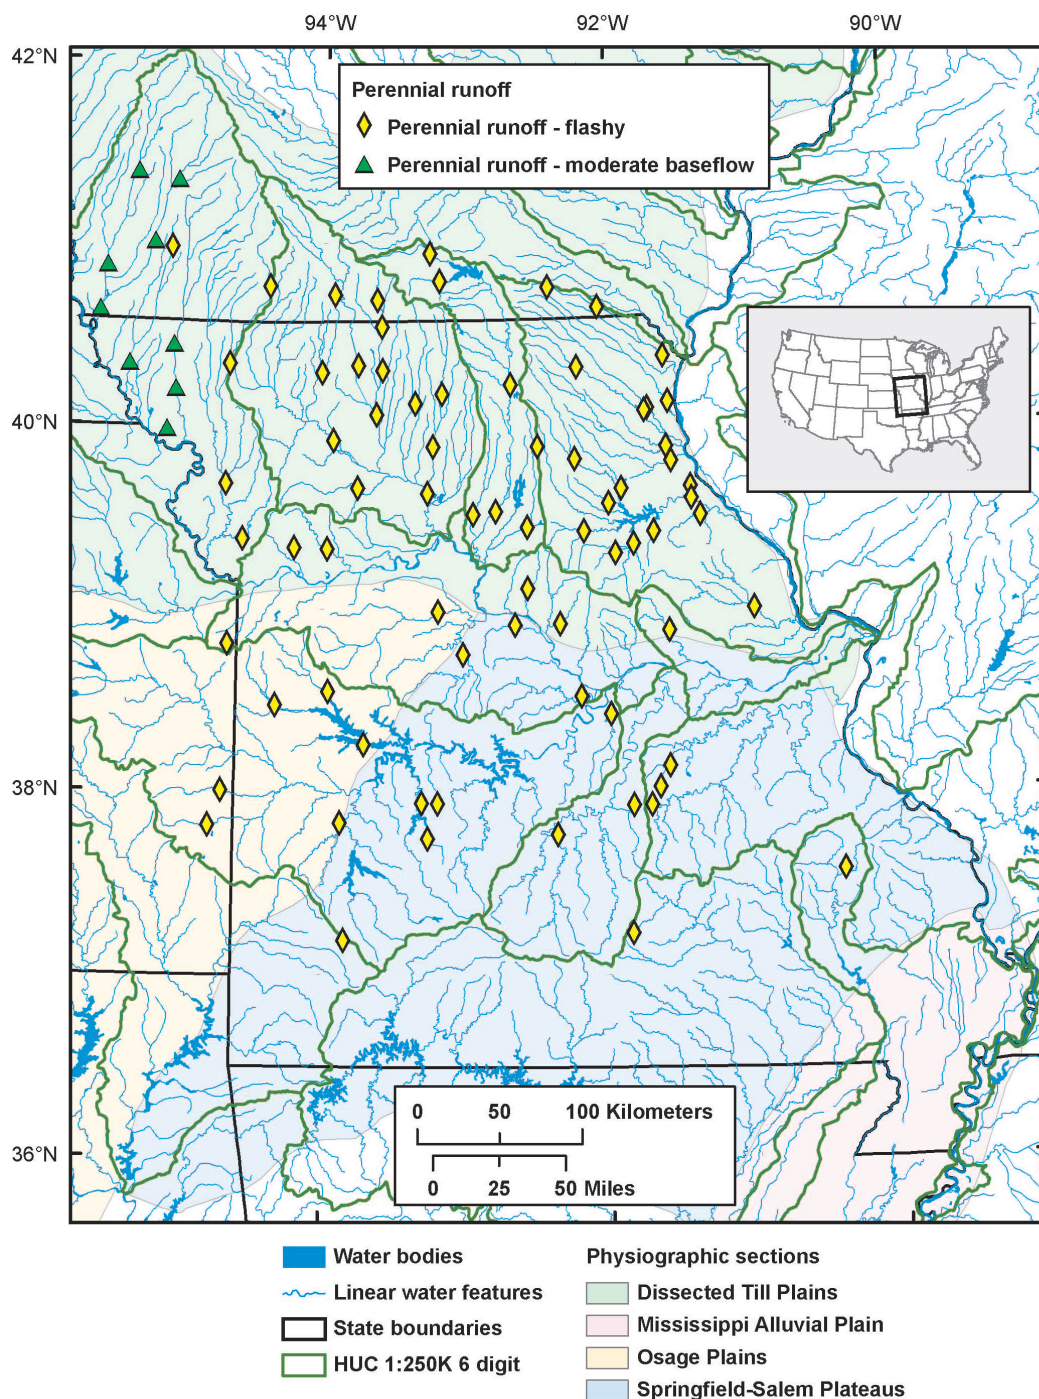 94°W 92°W 90°W
42°N
Perennial runoff
Perennial runoff - flashy
Perennial runoff - moderate baseflow
40°N
38°N
36°N
0 50 100 Kilometers
0 25 50 Miles
Water bodies
Linear water features
State boundaries
HUC 1:250K 6 digit
Physiographic sections
Dissected Till Plains
Mississippi Alluvial Plain
Osage Plains
Springfield-Salem Plateaus